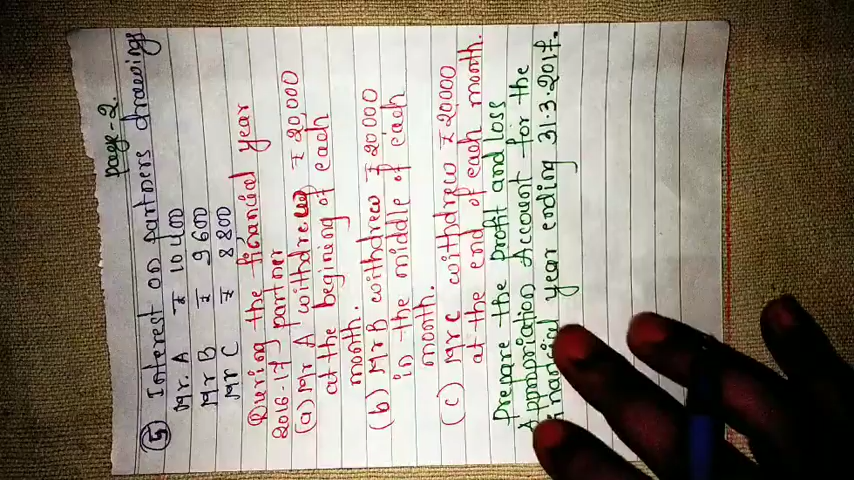 page-2.
(5) Interest on partners drawings
Mr. A ₹ 10400
Mr B ₹ 9600
Mr C ₹ 8800
During the financial year
2016-17 partner
(a) Mr A withdrew ₹ 20,000
at the begining of each
month.
(b) Mr B withdrew ₹ 20000
in the middle of each
month.
(c) Mr C withdrew ₹ 20000
at the end of each month.
Prepare the profit and loss
Appropriation Account for the
financial year ending 31.3.2017.